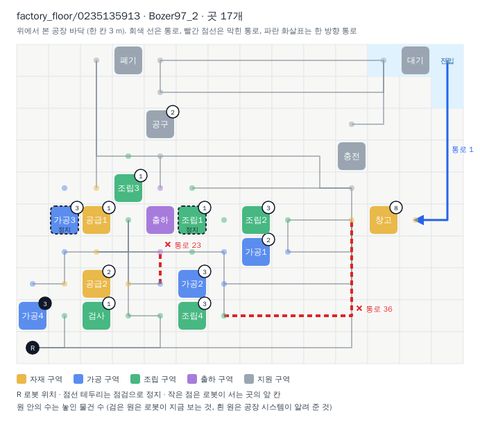 factory_floor/0235135913 · Bozer97_2 · 곳 17개
위에서 본 공장 바닥 (한 칸 3 m). 회색 선은 통로, 빨간 점선은 막힌 통로, 파란 화살표는 한 방향 통로
폐기
대기
전립
공구
2
통로 1
충전
조립3
1
가공3
정지
3
공급1
1
출하
조립1
정지
1
조립2
3
창고
8
✕ 통로 23
가공1
2
공급2
2
가공2
3
가공4
3
검사
1
조립4
3
✕ 통로 36
R
자재 구역
가공 구역
조립 구역
출하 구역
지원 구역
R 로봇 위치 · 점선 테두리는 점검으로 정지 · 작은 점은 로봇이 서는 곳의 앞 칸
원 안의 수는 놓인 물건 수 (검은 원은 로봇이 지금 보는 것, 흰 원은 공장 시스템이 알려 준 것)